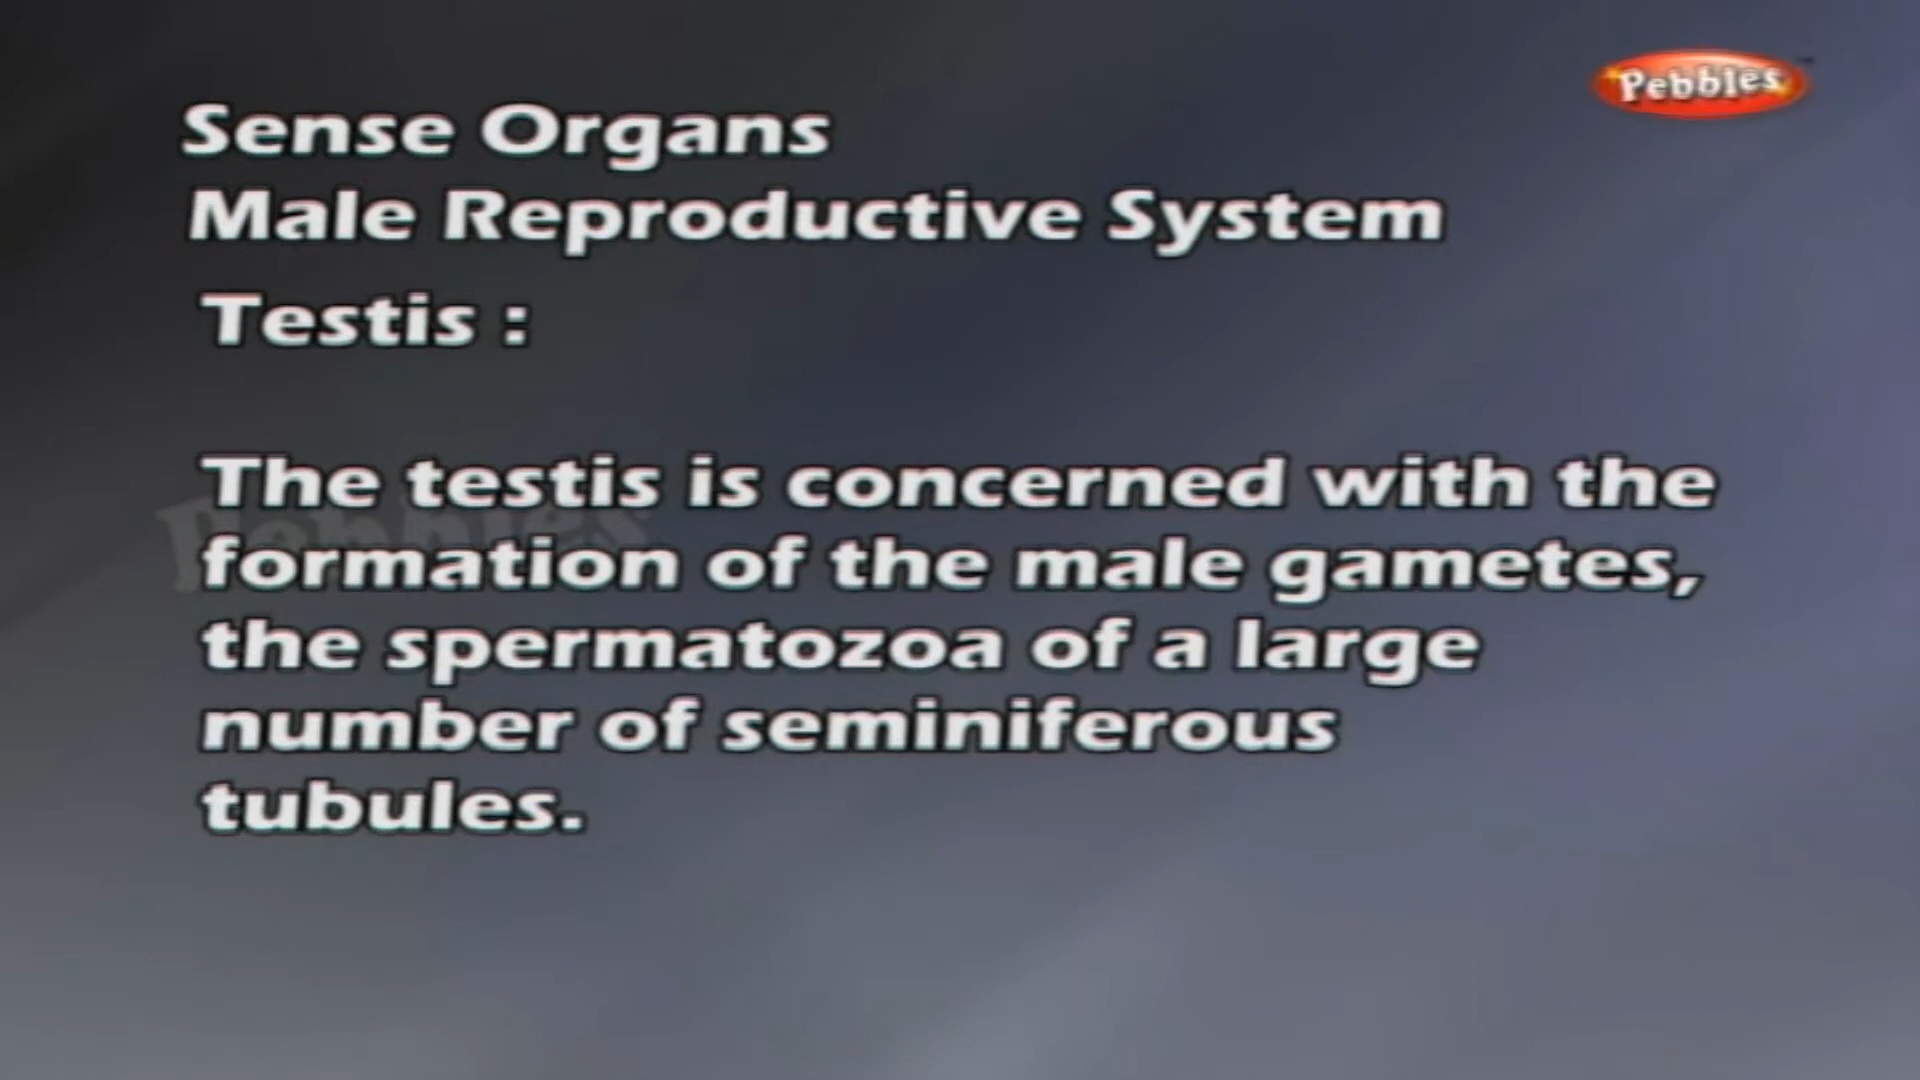 Pebbles
Sense Organs
Male Reproductive System
Testis :
The testis is concerned with the
formation of the male gametes,
the spermatozoa of a large
number of seminiferous
tubules.
Pebbles